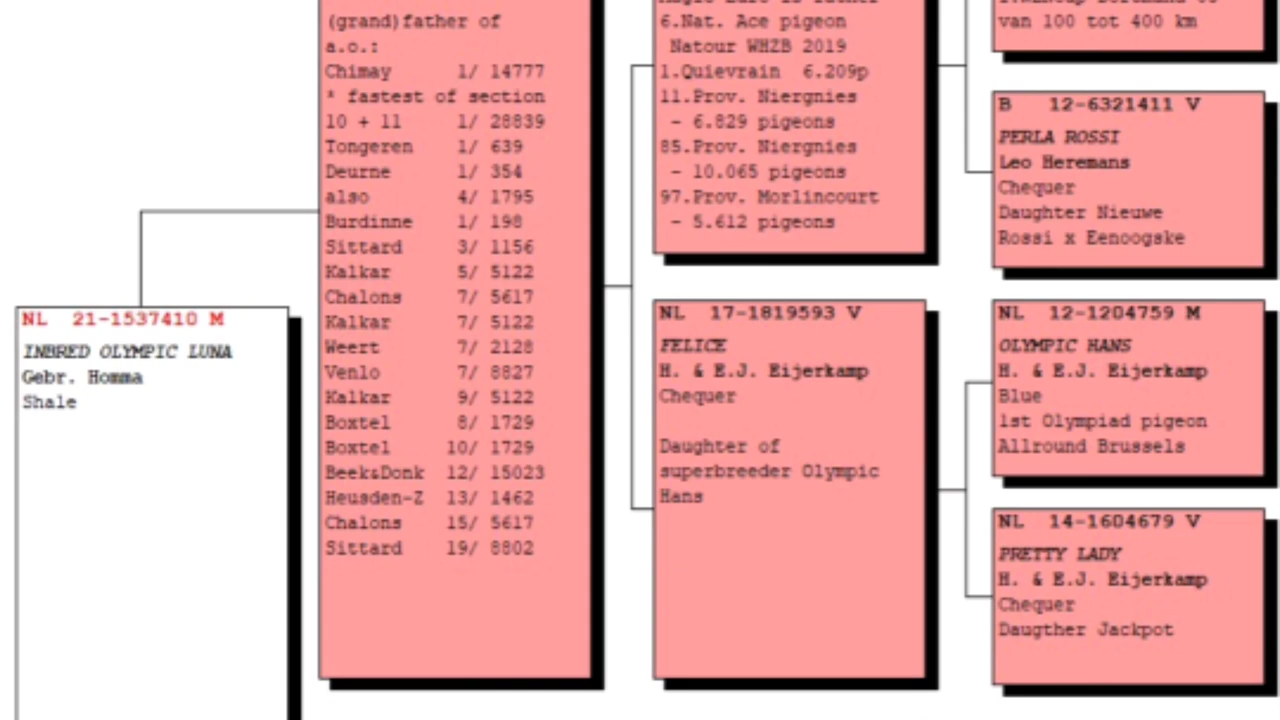 NL 21-1537410 M
INBRED OLYMPIC LUNA
Gebr. Homma
Shale
(grand)father of
a.o.:
Chimay 1/ 14777
* fastest of section
10 + 11 1/ 28839
Tongeren 1/ 639
Deurne 1/ 354
also 4/ 1795
Burdinne 1/ 198
Sittard 3/ 1156
Kalkar 5/ 5122
Chalons 7/ 5617
Kalkar 7/ 5122
Weert 7/ 2128
Venlo 7/ 8827
Kalkar 9/ 5122
Boxtel 8/ 1729
Boxtel 10/ 1729
Beek&Donk 12/ 15023
Heusden-Z 13/ 1462
Chalons 15/ 5617
Sittard 19/ 8802
6.Nat. Ace pigeon
Natour WHZB 2019
1.Quievrain 6.209p
11.Prov. Niergnies
- 6.829 pigeons
85.Prov. Niergnies
- 10.065 pigeons
97.Prov. Morlincourt
- 5.612 pigeons
NL 17-1819593 V
FELICE
H. & E.J. Eijerkamp
Chequer
Daughter of
superbreeder Olympic
Hans
van 100 tot 400 km
B 12-6321411 V
PERLA ROSSI
Leo Heremans
Chequer
Daughter Nieuwe
Rossi x Eenoogske
NL 12-1204759 M
OLYMPIC HANS
H. & E.J. Eijerkamp
Blue
1st Olympiad pigeon
Allround Brussels
NL 14-1604679 V
PRETTY LADY
H. & E.J. Eijerkamp
Chequer
Daugther Jackpot